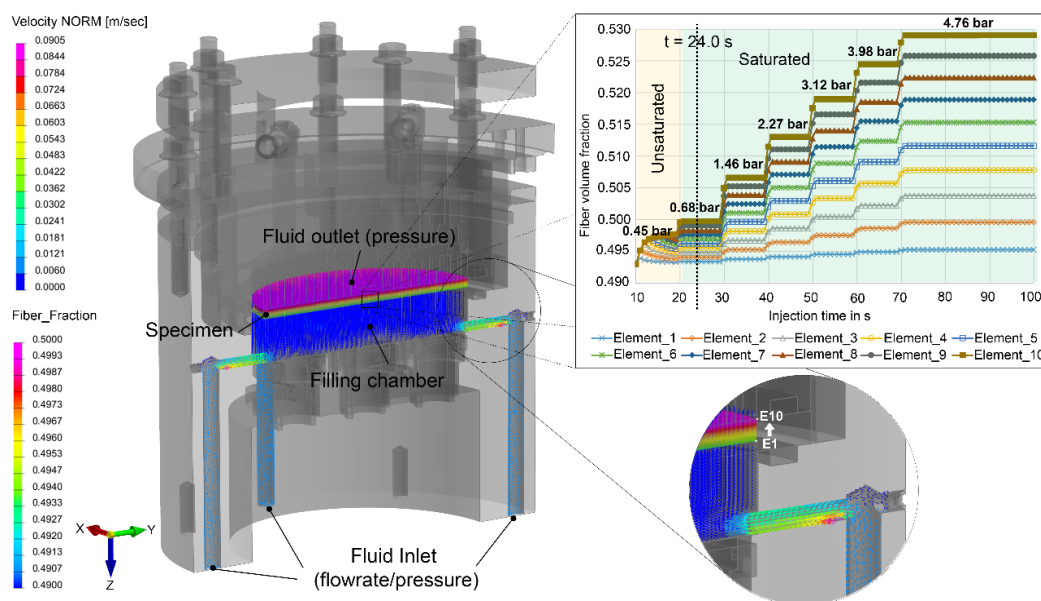 Velocity NORM [m/sec]
0.0905
0.0844
0.0784
0.0724
0.0663
0.0603
0.0543
0.0483
0.0422
0.0362
0.0302
0.0241
0.0181
0.0121
0.0060
0.0000
Fiber_Fraction
0.5000
0.4993
0.4987
0.4980
0.4973
0.4967
0.4960
0.4953
0.4947
0.4940
0.4933
0.4927
0.4920
0.4913
0.4907
0.4900
X
Y
Z
Fluid outlet (pressure)
Specimen
Filling chamber
Fluid Inlet
(flowrate/pressure)
Fiber volume fraction
0.530
0.525
0.520
0.515
0.510
0.505
0.500
0.495
0.490
Unsaturated
t = 24.0 s
Saturated
0.45 bar
0.68 bar
1.46 bar
2.27 bar
3.12 bar
3.98 bar
4.76 bar
10 20 30 40 50 60 70 80 90 100
Injection time in s
Element_1 Element_2 Element_3 Element_4 Element_5
Element_6 Element_7 Element_8 Element_9 Element_10
E10
E1